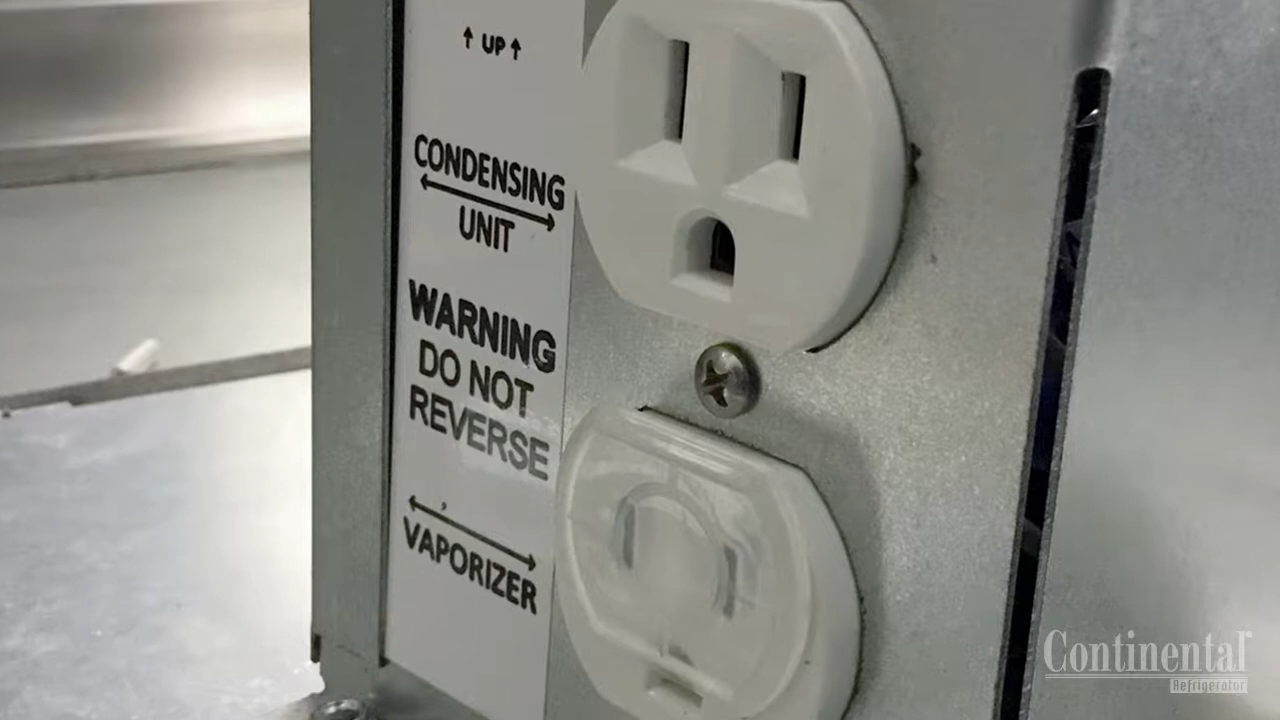 ↑ UP ↑
CONDENSING
UNIT
WARNING
DO NOT
REVERSE
VAPORIZER
Continental
Refrigerator